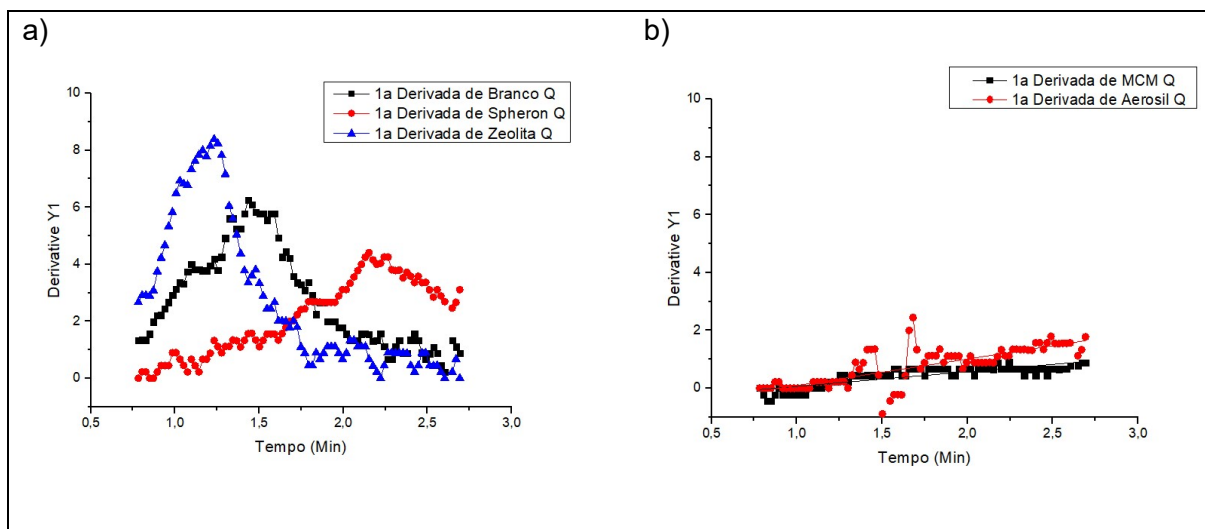 a)
1a Derivada de Branco Q
1a Derivada de Spheron Q
1a Derivada de Zeolita Q
10
8
6
4
2
0
Derivative Y1
0,5 1,0 1,5 2,0 2,5 3,0
Tempo (Min)
b)
1a Derivada de MCM Q
1a Derivada de Aerosil Q
10
8
6
4
2
0
Derivative Y1
0,5 1,0 1,5 2,0 2,5 3,0
Tempo (Min)